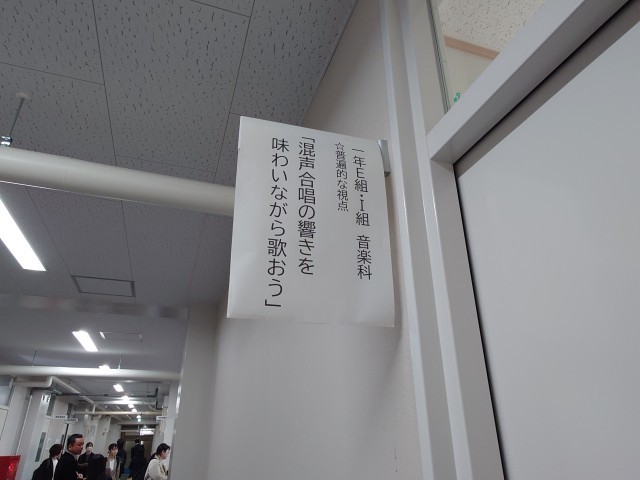 一年E組・I組 音楽科
☆普遍的な視点
「混声合唱の響きを
味わいながら歌おう」